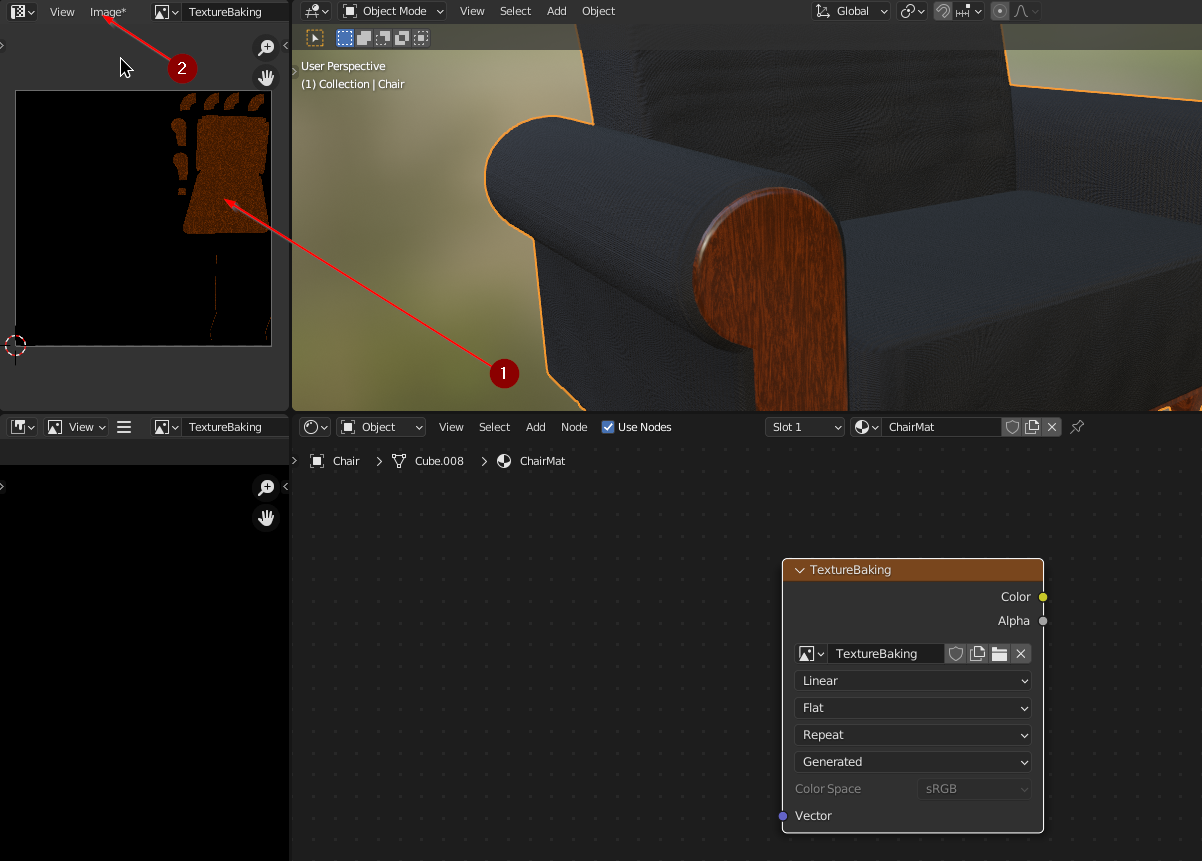 View Image* TextureBaking
Object Mode View Select Add Object Global
2
User Perspective
(1) Collection | Chair
1
View TextureBaking
Object View Select Add Node Use Nodes Slot 1 ChairMat
Chair > Cube.008 > ChairMat
TextureBaking
Color
Alpha
TextureBaking
Linear
Flat
Repeat
Generated
Color Space sRGB
Vector